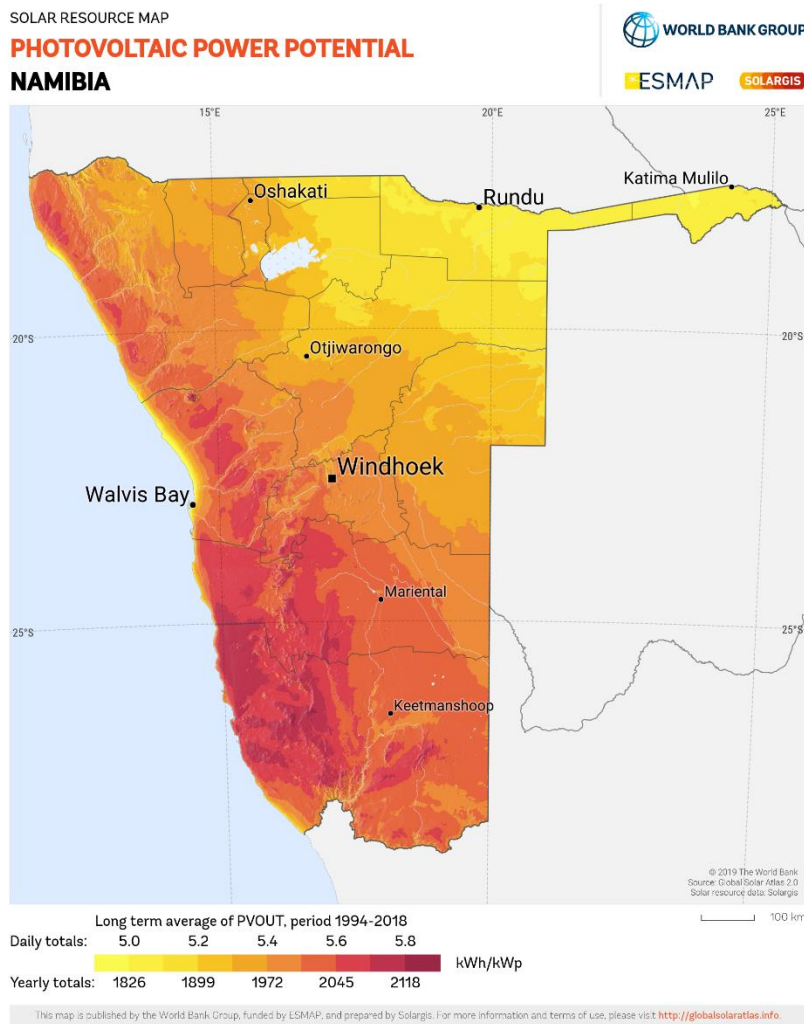 SOLAR RESOURCE MAP
PHOTOVOLTAIC POWER POTENTIAL
NAMIBIA
WORLD BANK GROUP
ESMAP
SOLARGIS
15°E 20°E 25°E
Katima Mulilo
Oshakati
Rundu
20°S 20°S
Otjiwarongo
Windhoek
Walvis Bay
Mariental
25°S 25°S
Keetmanshoop
© 2019 The World Bank
Source: Global Solar Atlas 2.0
Solar resource data: Solargis
100 km
Long term average of PVOUT, period 1994-2018
Daily totals: 5.0 5.2 5.4 5.6 5.8
kWh/kWp
Yearly totals: 1826 1899 1972 2045 2118
This map is published by the World Bank Group, funded by ESMAP, and prepared by Solargis. For more information and terms of use, please visit http://globalsolaratlas.info.